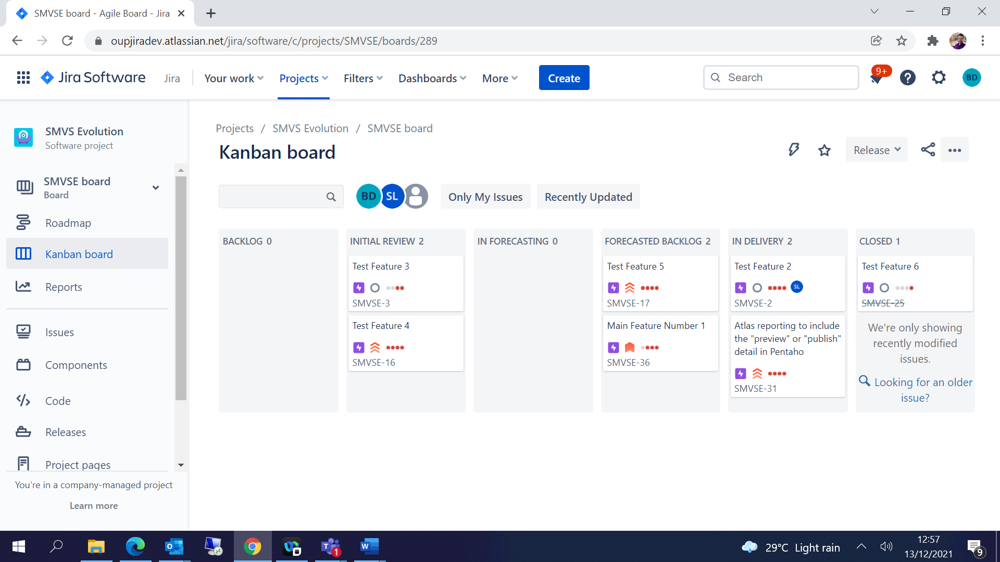 SMVSE board - Agile Board - Jira
oupjiradev.atlassian.net/jira/software/c/projects/SMVSE/boards/289
Jira Software
Jira
Your work
Projects
Filters
Dashboards
More
Create
Search
9+
BD
SMVS Evolution
Software project
SMVSE board
Board
Roadmap
Kanban board
Reports
Issues
Components
Code
Releases
Project pages
You're in a company-managed project
Learn more
Projects / SMVS Evolution / SMVSE board
Kanban board
Release
BD
SL
Only My Issues
Recently Updated
BACKLOG 0
INITIAL REVIEW 2
Test Feature 3
SMVSE-3
Test Feature 4
SMVSE-16
IN FORECASTING 0
FORECASTED BACKLOG 2
Test Feature 5
SMVSE-17
Main Feature Number 1
SMVSE-36
IN DELIVERY 2
Test Feature 2
SL
SMVSE-2
Atlas reporting to include
the "preview" or "publish"
detail in Pentaho
SMVSE-31
CLOSED 1
Test Feature 6
SMVSE-25
We're only showing
recently modified
issues.
Looking for an older
issue?
T
1
W
29°C Light rain
12:57
13/12/2021
9